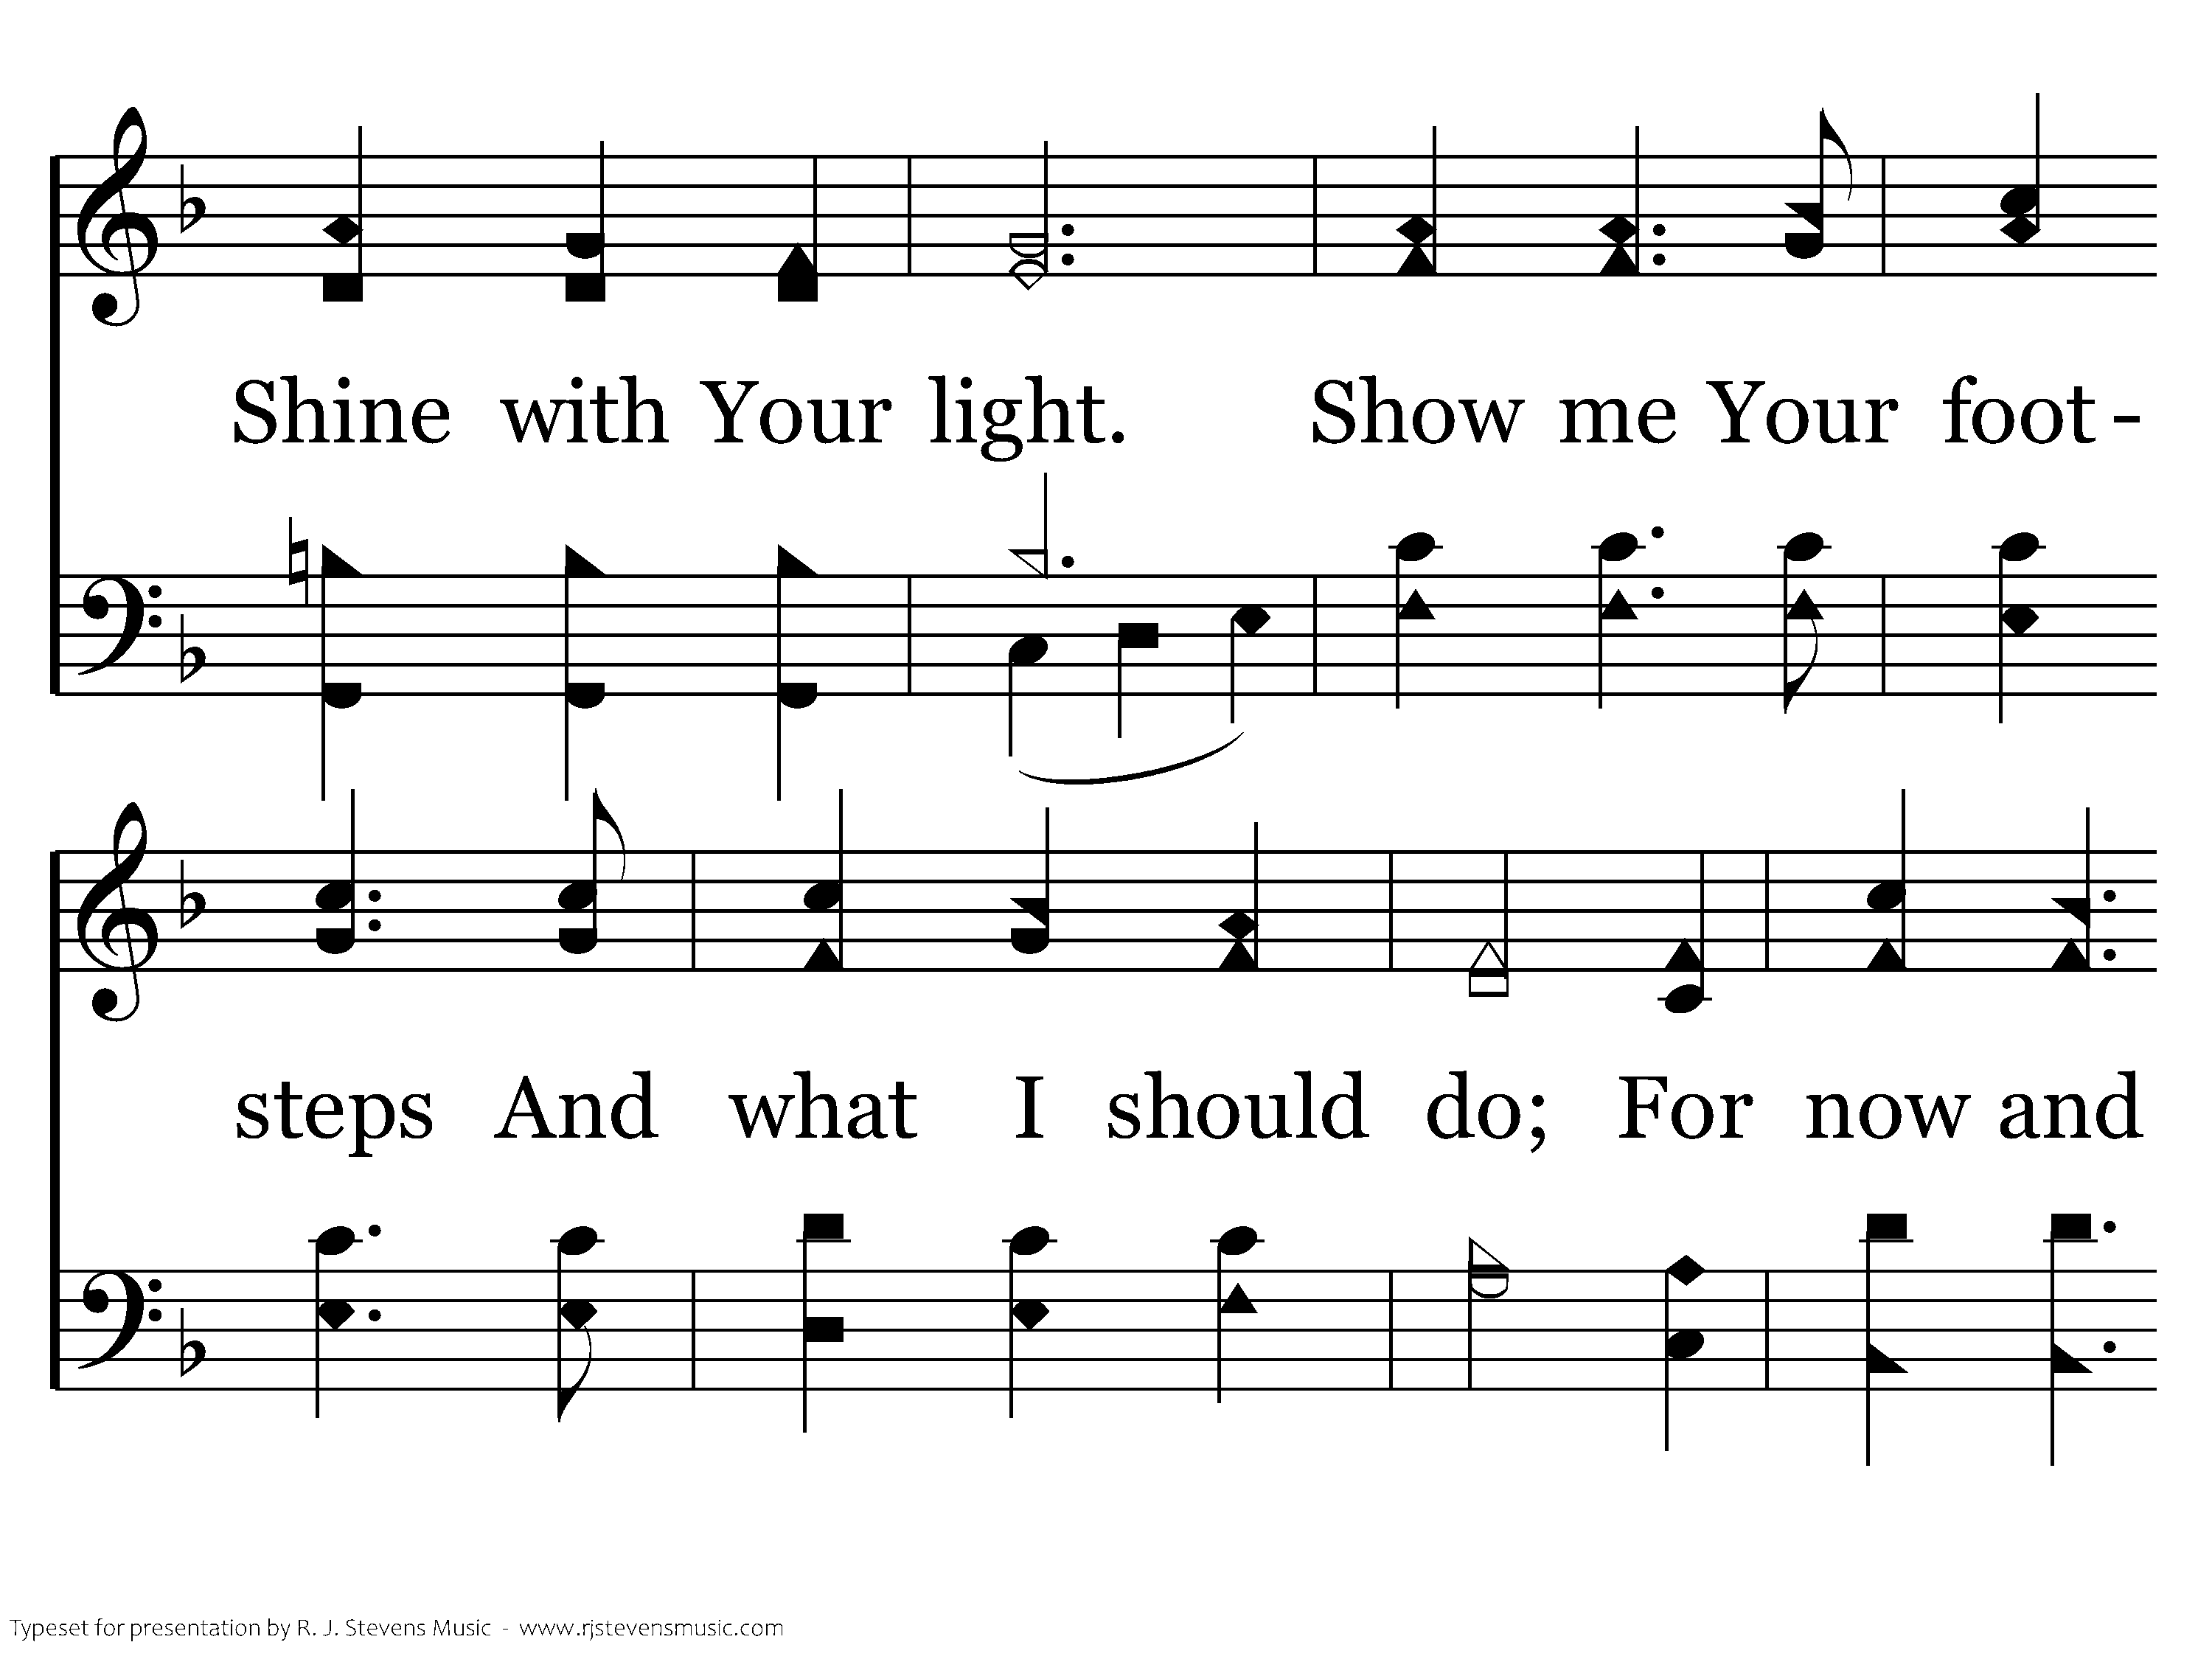 Shine with Your light. Show me Your foot-
steps And what I should do; For now and
Typeset for presentation by R. J. Stevens Music - www.rjstevensmusic.com